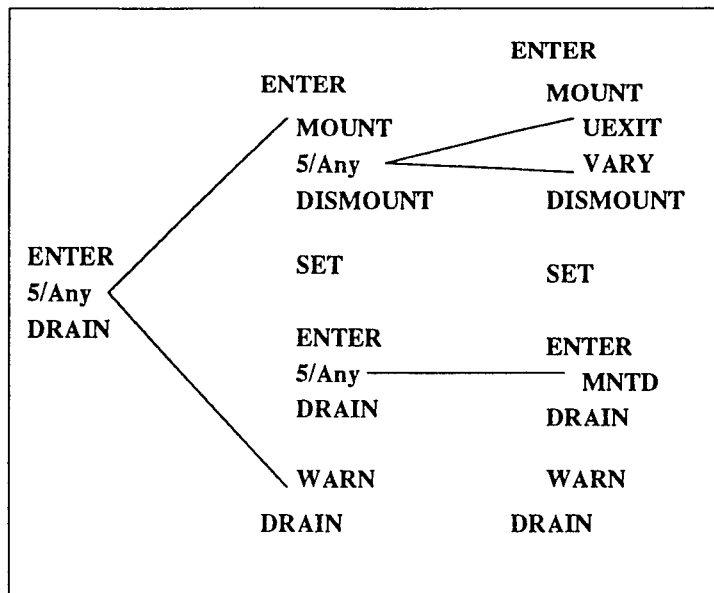 ENTER
5/Any
DRAIN
ENTER
MOUNT
5/Any
DISMOUNT
SET
ENTER
5/Any
DRAIN
WARN
DRAIN
ENTER
MOUNT
UEXIT
VARY
DISMOUNT
SET
ENTER
MNTD
DRAIN
WARN
DRAIN